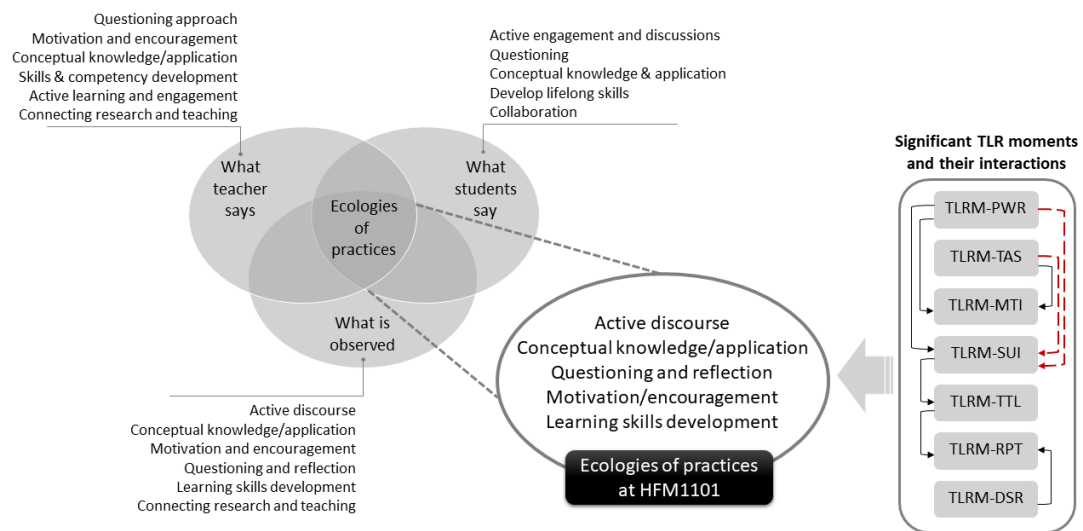 Questioning approach
Motivation and encouragement
Conceptual knowledge/application
Skills & competency development
Active learning and engagement
Connecting research and teaching
Active engagement and discussions
Questioning
Conceptual knowledge & application
Develop lifelong skills
Collaboration
What
teacher
says
What
students
say
Ecologies
of
practices
What is
observed
Active discourse
Conceptual knowledge/application
Motivation and encouragement
Questioning and reflection
Learning skills development
Connecting research and teaching
Active discourse
Conceptual knowledge/application
Questioning and reflection
Motivation/encouragement
Learning skills development
Ecologies of practices
at HFM1101
Significant TLR moments
and their interactions
TLRM-PWR
TLRM-TAS
TLRM-MTI
TLRM-SUI
TLRM-TTL
TLRM-RPT
TLRM-DSR